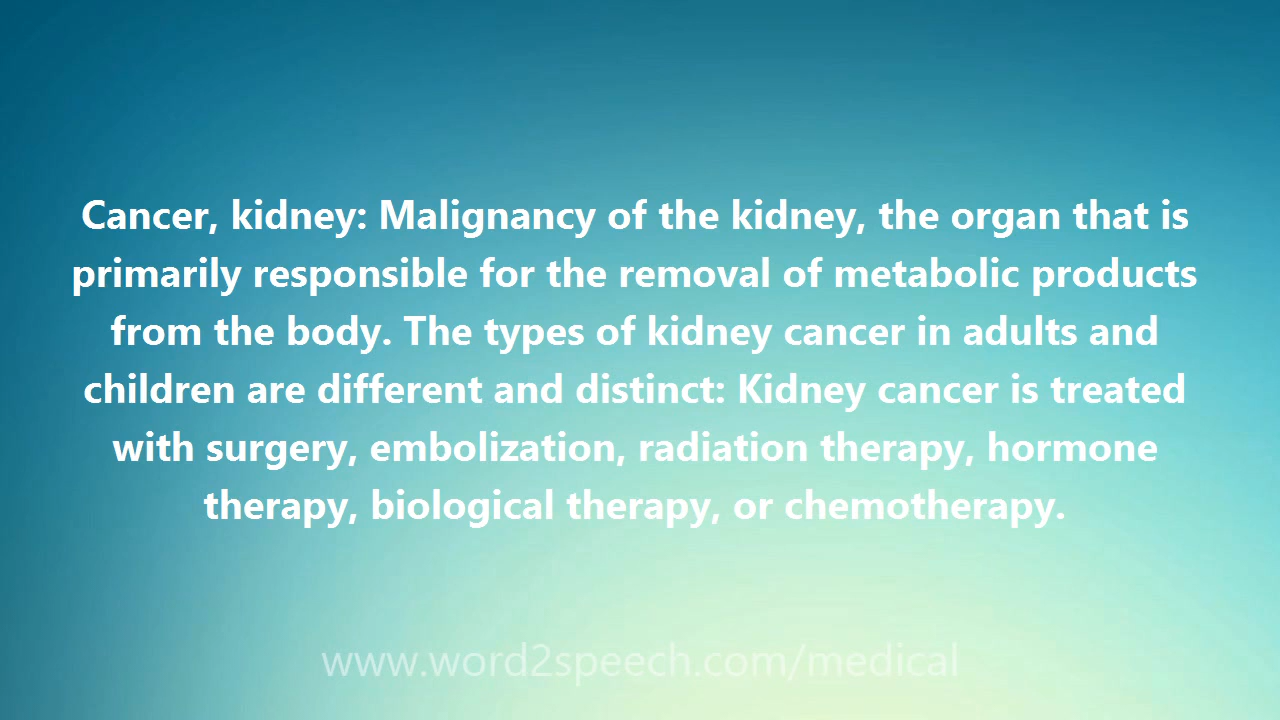 Cancer, kidney: Malignancy of the kidney, the organ that is
primarily responsible for the removal of metabolic products
from the body. The types of kidney cancer in adults and
children are different and distinct: Kidney cancer is treated
with surgery, embolization, radiation therapy, hormone
therapy, biological therapy, or chemotherapy.
www.word2speech.com/medical